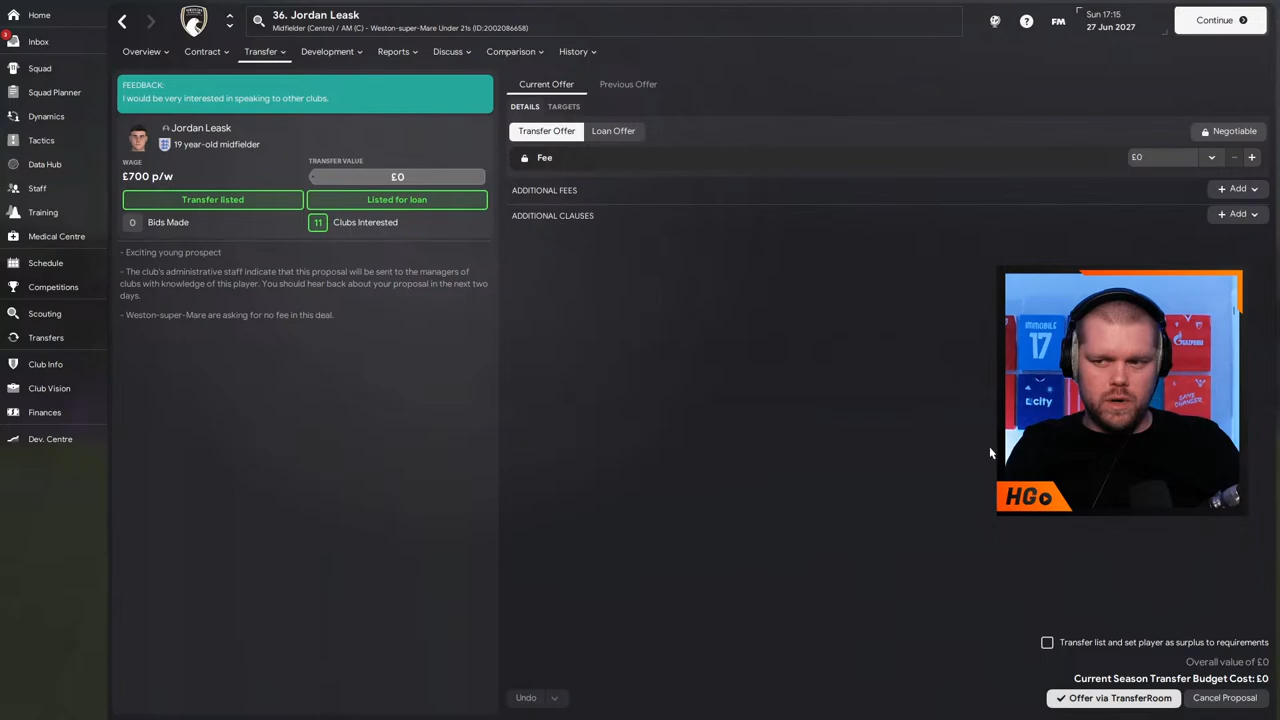 Home
3
Inbox
Squad
Squad Planner
Dynamics
Tactics
Data Hub
Staff
Training
Medical Centre
Schedule
Competitions
Scouting
Transfers
Club Info
Club Vision
Finances
Dev. Centre
36. Jordan Leask
Midfielder (Centre) / AM (C) - Weston-super-Mare Under 21s (ID:2002086658)
FM
Sun 17:15
27 Jun 2027
Continue
Overview
Contract
Transfer
Development
Reports
Discuss
Comparison
History
FEEDBACK:
I would be very interested in speaking to other clubs.
Jordan Leask
19 year-old midfielder
WAGE
£700 p/w
TRANSFER VALUE
£0
Transfer listed
Listed for loan
0 Bids Made
11 Clubs Interested
- Exciting young prospect
- The club's administrative staff indicate that this proposal will be sent to the managers of
clubs with knowledge of this player. You should hear back about your proposal in the next two
days.
- Weston-super-Mare are asking for no fee in this deal.
Current Offer
Previous Offer
DETAILS
TARGETS
Transfer Offer
Loan Offer
Negotiable
Fee
£0
ADDITIONAL FEES
+ Add
ADDITIONAL CLAUSES
+ Add
IMMOBILE
17
GAZPROM
city
GAME
CHANGER
HGo
Transfer list and set player as surplus to requirements
Overall value of £0
Current Season Transfer Budget Cost: £0
Undo
Offer via TransferRoom
Cancel Proposal